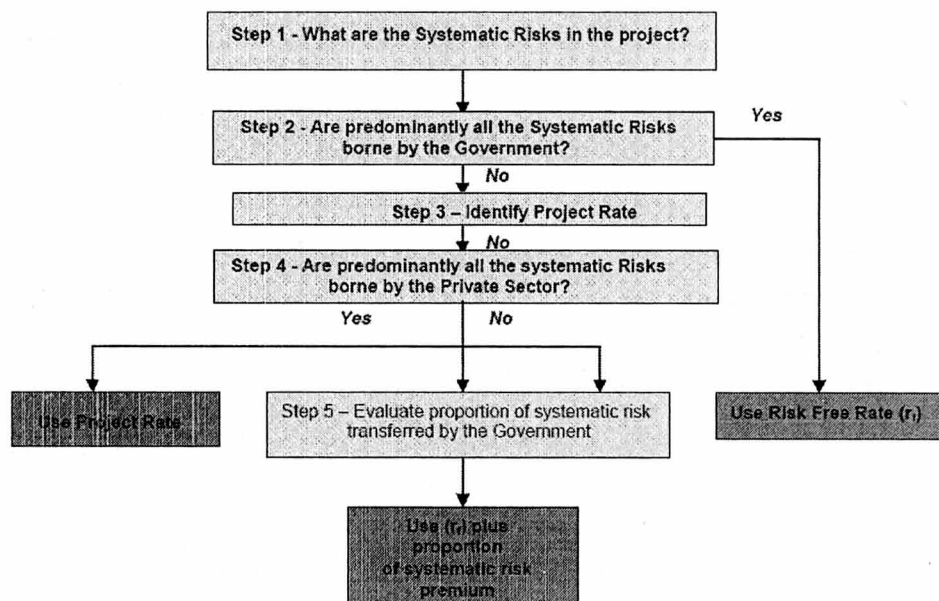 Step 1 - What are the Systematic Risks in the project?
Step 2 - Are predominantly all the Systematic Risks
borne by the Government?
Yes
No
Step 3 – Identify Project Rate
No
Step 4 - Are predominantly all the systematic Risks
borne by the Private Sector?
Yes
No
Use Project Rate
Step 5 – Evaluate proportion of systematic risk
transferred by the Government
Use Risk Free Rate (rf)
Use (rf) plus
proportion
of systematic risk
premium